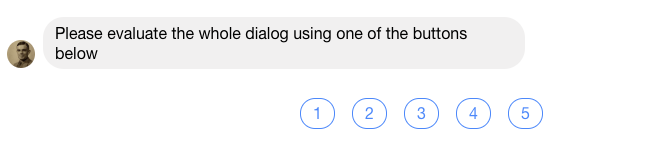 Please evaluate the whole dialog using one of the buttons
below
1 2 3 4 5